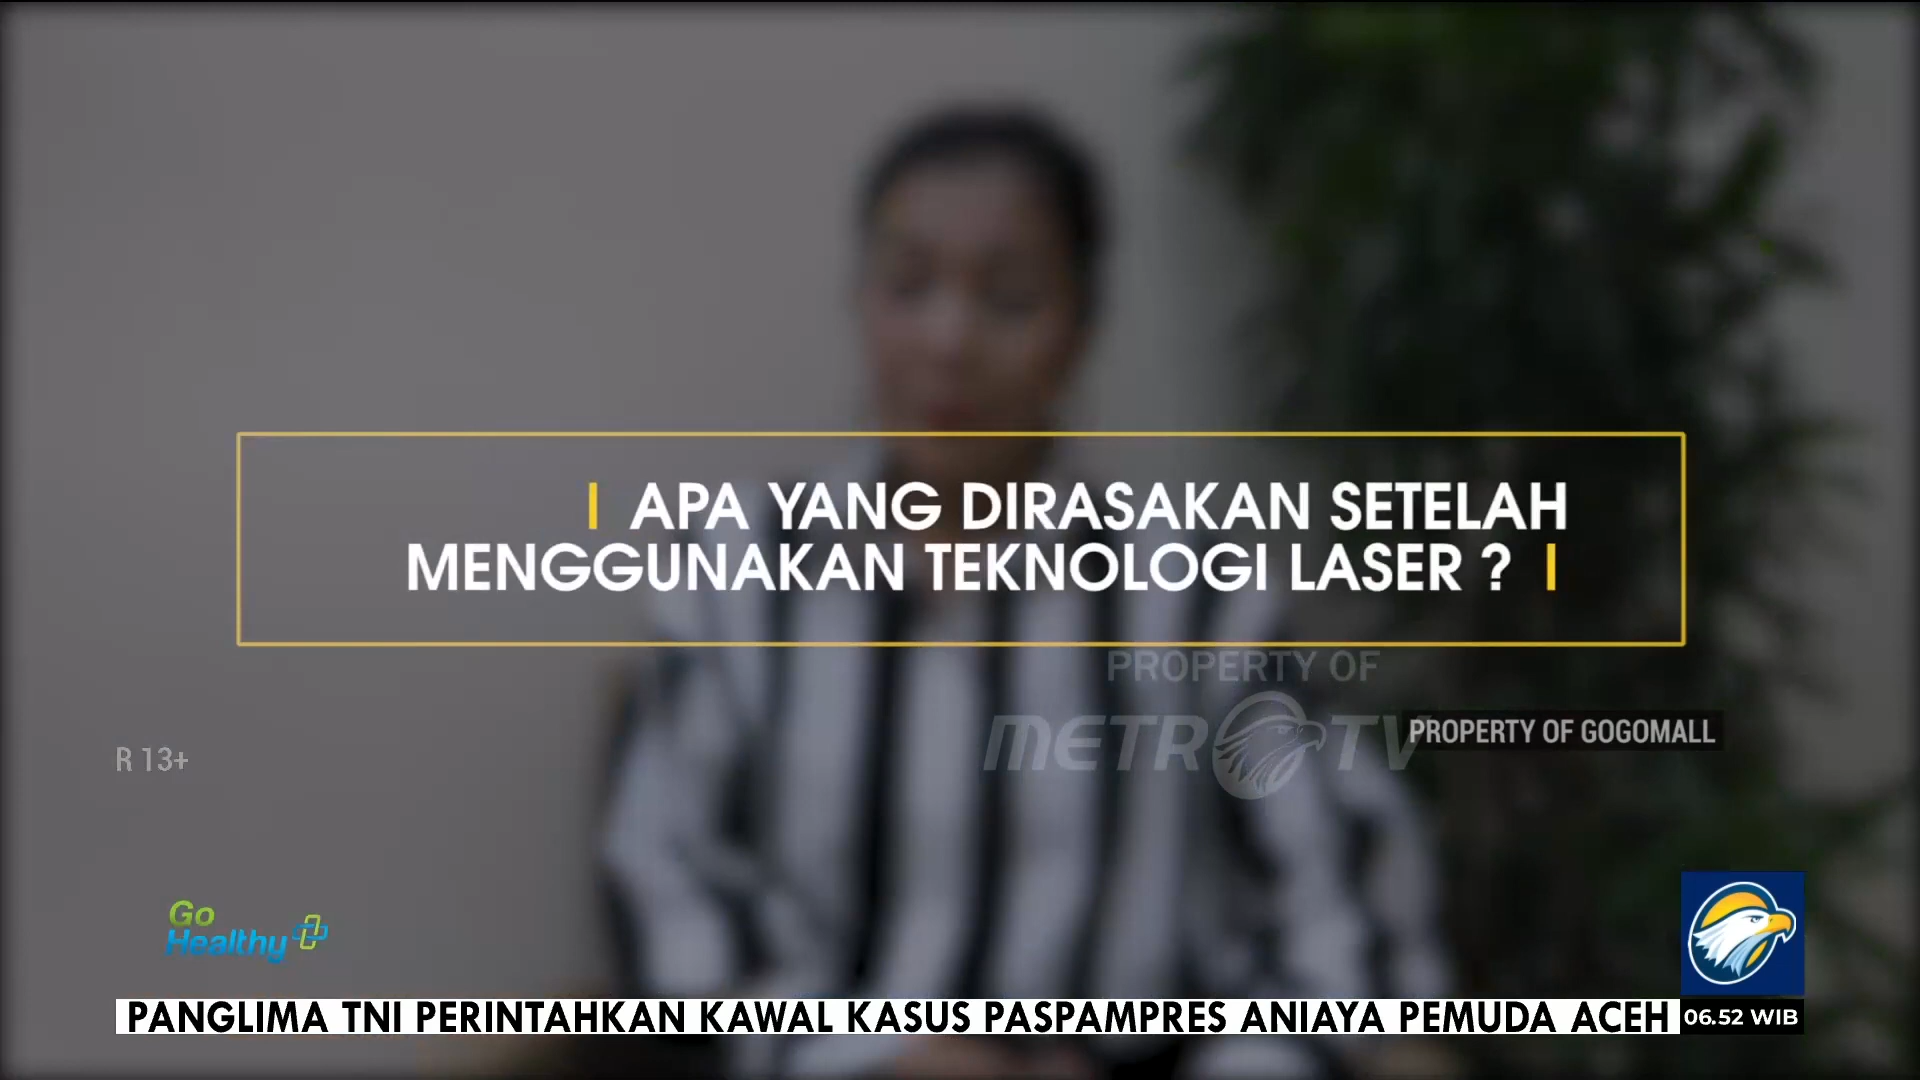 | APA YANG DIRASAKAN SETELAH
MENGGUNAKAN TEKNOLOGI LASER ? |
PROPERTY OF
METRO TV
PROPERTY OF GOGOMALL
R 13+
Go
Healthy
PANGLIMA TNI PERINTAHKAN KAWAL KASUS PASPAMPRES ANIAYA PEMUDA ACEH
06.52 WIB